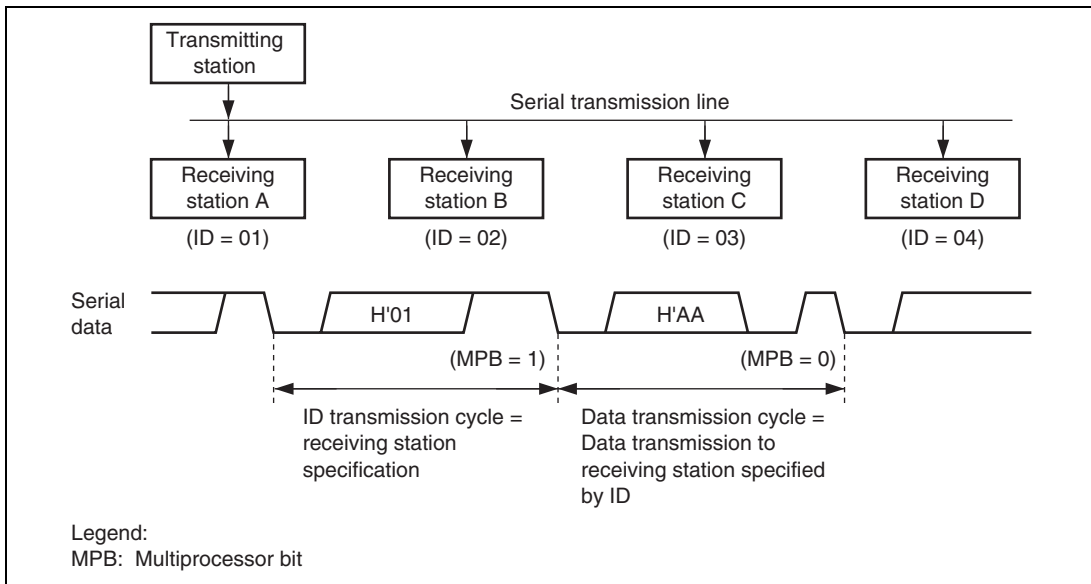 Transmitting
station
Serial transmission line
Receiving
station A
Receiving
station B
Receiving
station C
Receiving
station D
(ID = 01)
(ID = 02)
(ID = 03)
(ID = 04)
Serial
data
H'01
H'AA
(MPB = 1)
(MPB = 0)
ID transmission cycle =
receiving station
specification
Data transmission cycle =
Data transmission to
receiving station specified
by ID
Legend:
MPB: Multiprocessor bit